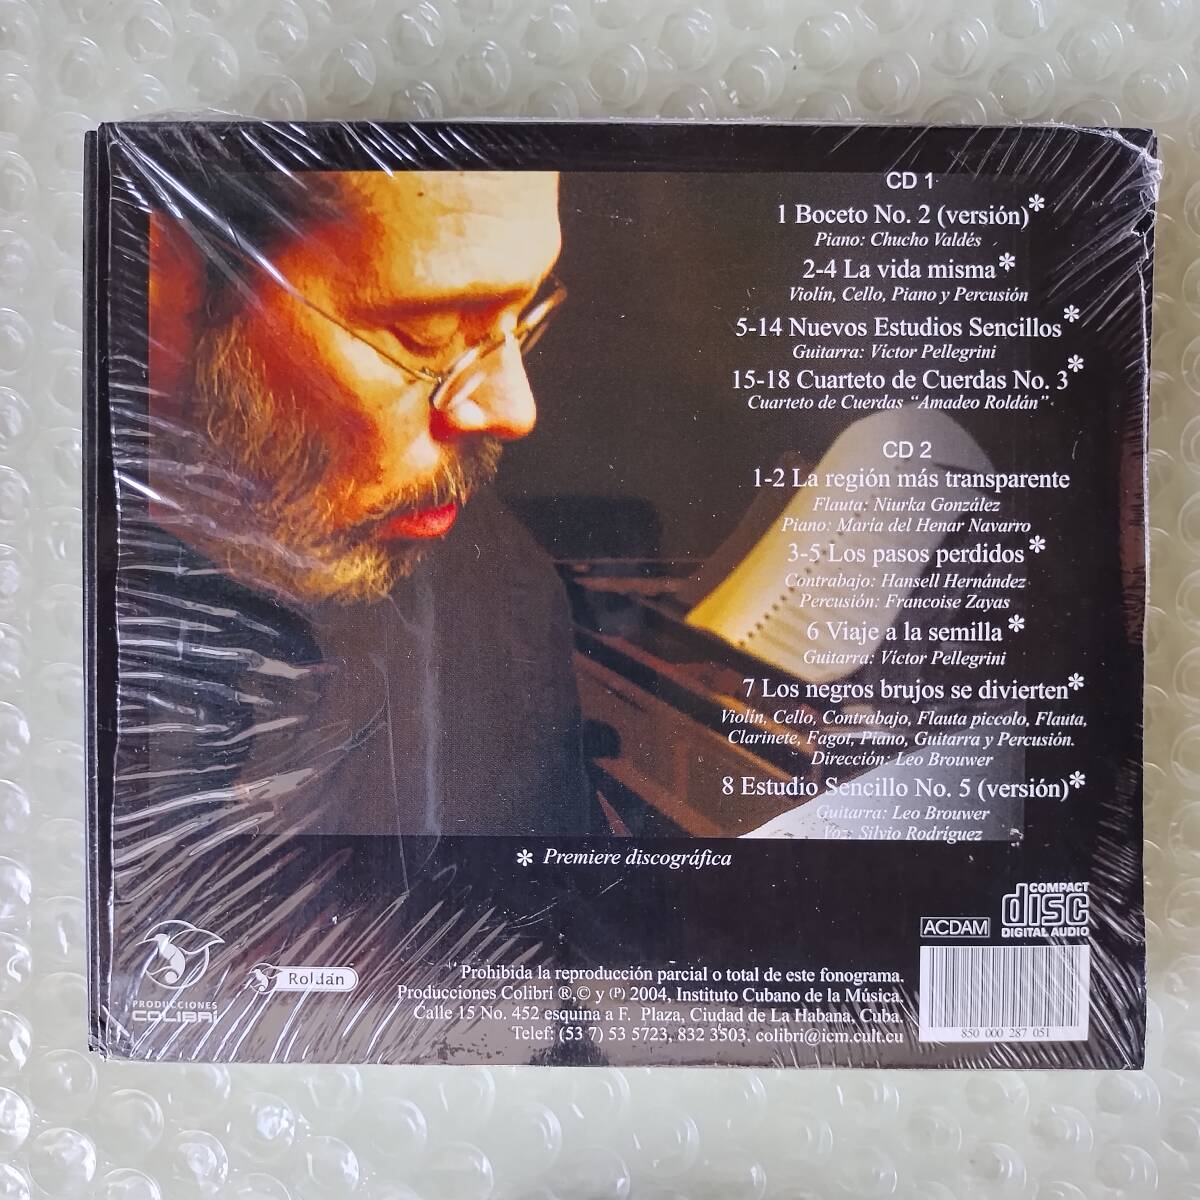 CD 1
1 Boceto No. 2 (versión)*
Piano: Chucho Valdés
2-4 La vida misma*
Violín, Cello, Piano y Percusión
5-14 Nuevos Estudios Sencillos*
Guitarra: Víctor Pellegrini
15-18 Cuarteto de Cuerdas No. 3*
Cuarteto de Cuerdas “Amadeo Roldán”
CD 2
1-2 La región más transparente
Flauta: Niurka González
Piano: María del Henar Navarro
3-5 Los pasos perdidos*
Contrabajo: Hansell Hernández
Percusión: Francoise Zayas
6 Viaje a la semilla*
Guitarra: Víctor Pellegrini
7 Los negros brujos se divierten*
Violín, Cello, Contrabajo, Flauta piccolo, Flauta,
Clarinete, Fagot, Piano, Guitarra y Percusión.
Dirección: Leo Brouwer
8 Estudio Sencillo No. 5 (versión)*
Guitarra: Leo Brouwer
Voz: Silvio Rodríguez
* Premiere discográfica
ACDAM
COMPACT
disc
DIGITAL AUDIO
PRODUCCIONES
COLIBRÍ
Roldán
Prohibida la reproducción parcial o total de este fonograma.
Producciones Colibrí ®,© y ℗ 2004, Instituto Cubano de la Música.
Calle 15 No. 452 esquina a F. Plaza, Ciudad de La Habana, Cuba.
Telef: (53 7) 53 5723, 832 3503, colibri@icm.cult.cu
850 000 287 051